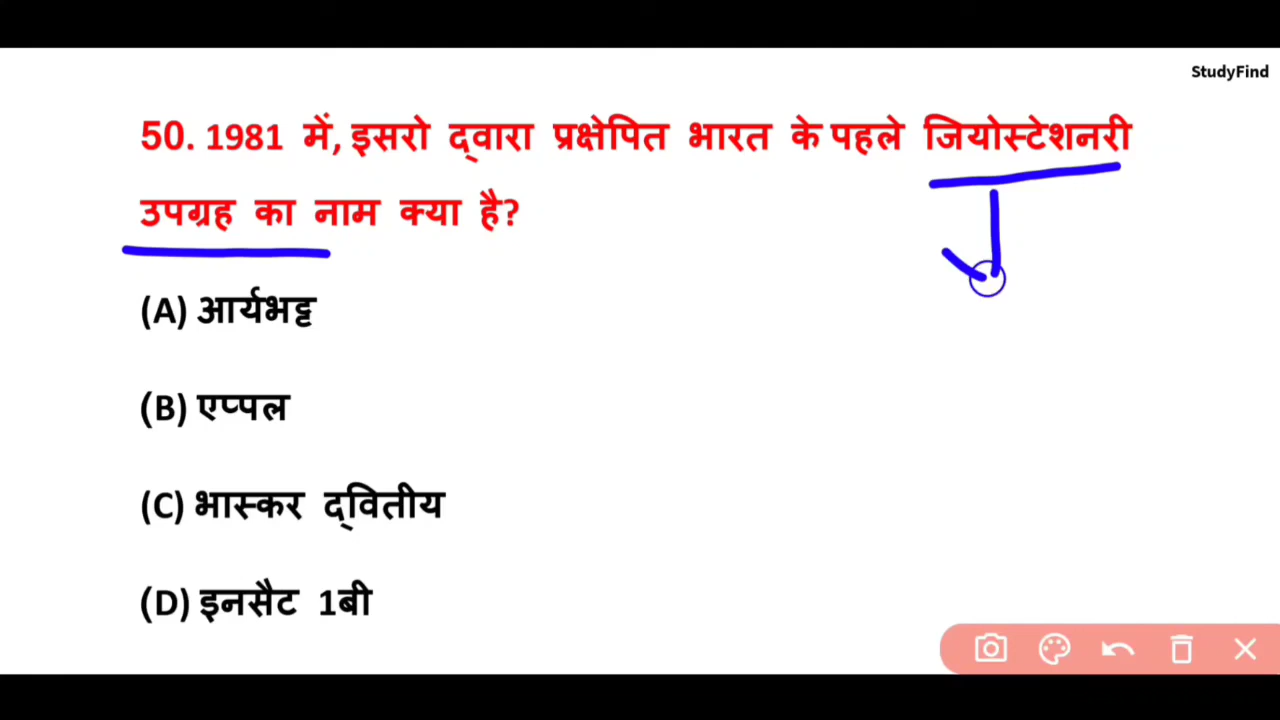 StudyFind
50. 1981 में, इसरो द्वारा प्रक्षेपित भारत के पहले जियोस्टेशनरी
उपग्रह का नाम क्या है?
(A) आर्यभट्ट
(B) एप्पल
(C) भास्कर द्वितीय
(D) इनसैट 1बी